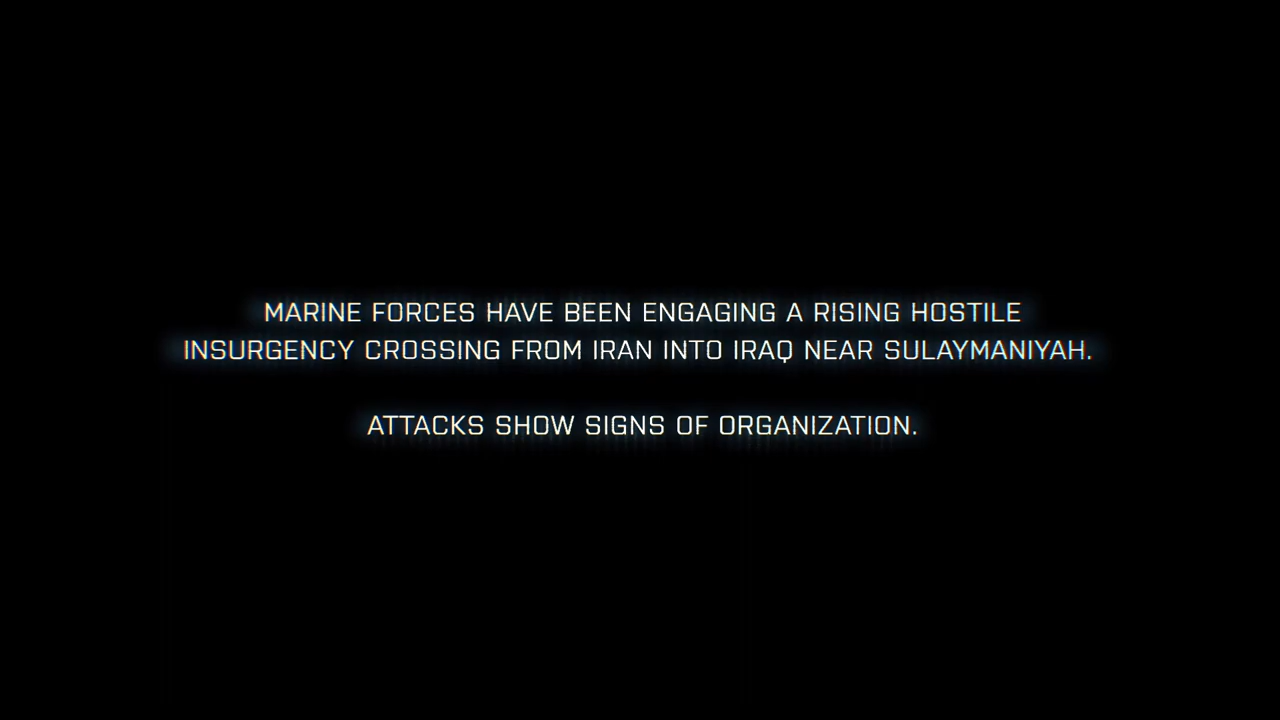 MARINE FORCES HAVE BEEN ENGAGING A RISING HOSTILE
INSURGENCY CROSSING FROM IRAN INTO IRAQ NEAR SULAYMANIYAH.
ATTACKS SHOW SIGNS OF ORGANIZATION.